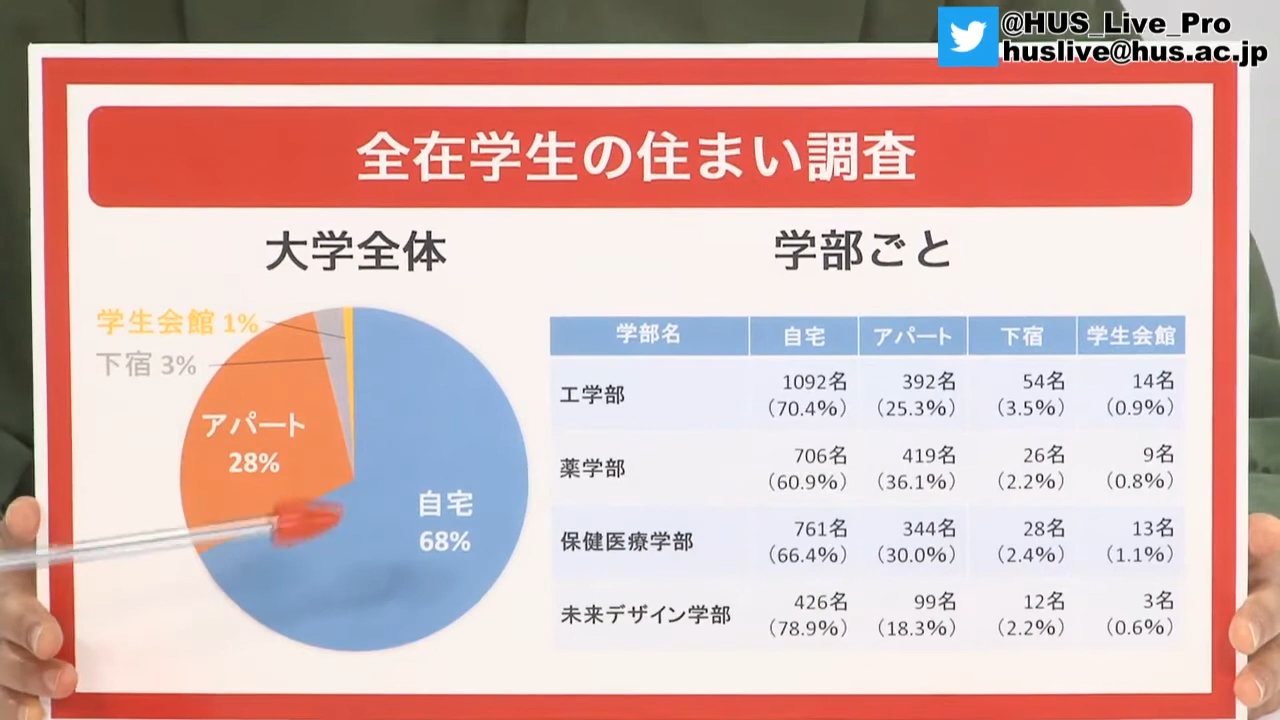 @HUS_Live_Pro
huslive@hus.ac.jp
全在学生の住まい調査
大学全体
学生会館 1%
下宿 3%
アパート
28%
自宅
68%
学部ごと
学部名 自宅 アパート 下宿 学生会館
工学部 1092名 392名 54名 14名
(70.4%) (25.3%) (3.5%) (0.9%)
薬学部 706名 419名 26名 9名
(60.9%) (36.1%) (2.2%) (0.8%)
保健医療学部 761名 344名 28名 13名
(66.4%) (30.0%) (2.4%) (1.1%)
未来デザイン学部 426名 99名 12名 3名
(78.9%) (18.3%) (2.2%) (0.6%)